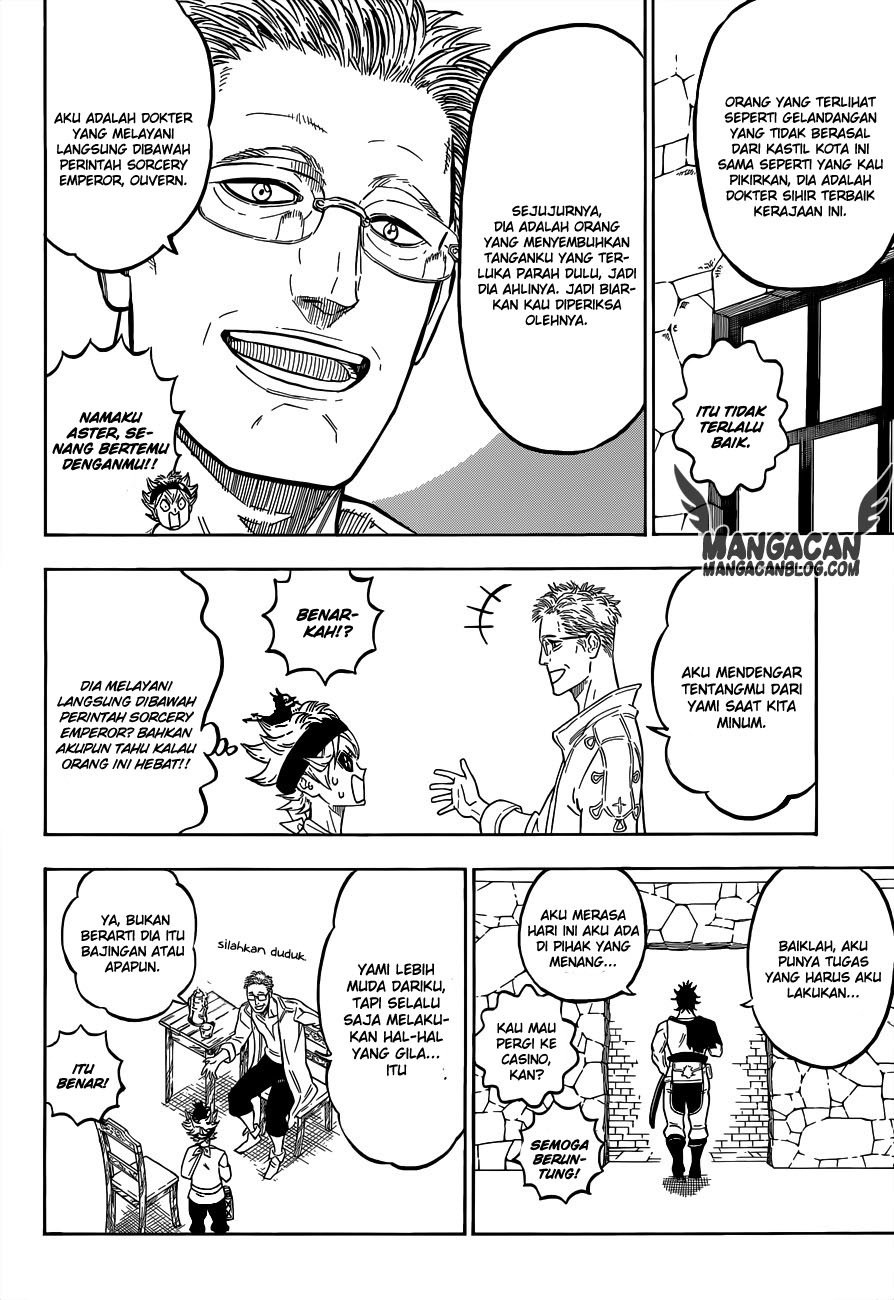 ORANG YANG TERLIHAT
SEPERTI GELANDANGAN
YANG TIDAK BERASAL
DARI KASTIL KOTA INI
SAMA SEPERTI YANG KAU
PIKIRKAN, DIA ADALAH
DOKTER SIHIR TERBAIK
KERAJAAN INI.
ITU TIDAK
TERLALU
BAIK.
SEJUJURNYA,
DIA ADALAH ORANG
YANG MENYEMBUHKAN
TANGANKU YANG TER-
LUKA PARAH DULU, JADI
DIA AHLINYA. JADI BIAR-
KAN KAU DIPERIKSA
OLEHNYA.
AKU ADALAH DOKTER
YANG MELAYANI
LANGSUNG DIBAWAH
PERINTAH SORCERY
EMPEROR, OUVERN.
NAMAKU
ASTER, SE-
NANG BERTEMU
DENGANMU!!
MANGACAN
MANGACANBLOG.COM
AKU MENDENGAR
TENTANGMU DARI
YAMI SAAT KITA
MINUM.
BENAR-
KAH!?
DIA MELAYANI
LANGSUNG DIBAWAH
PERINTAH SORCERY
EMPEROR? BAHKAN
AKUPUN TAHU KALAU
ORANG INI HEBAT!!
BAIKLAH, AKU
PUNYA TUGAS
YANG HARUS AKU
LAKUKAN...
AKU MERASA
HARI INI AKU ADA
DI PIHAK YANG
MENANG...
KAU MAU
PERGI KE
CASINO,
KAN?
SEMOGA
BERUN-
TUNG!
YAMI LEBIH
MUDA DARIKU,
TAPI SELALU
SAJA MELAKU-
KAN HAL-HAL
YANG GILA...
ITU
silahkan duduk.
YA, BUKAN
BERARTI DIA ITU
BAJINGAN ATAU
APAPUN.
ITU
BENAR!